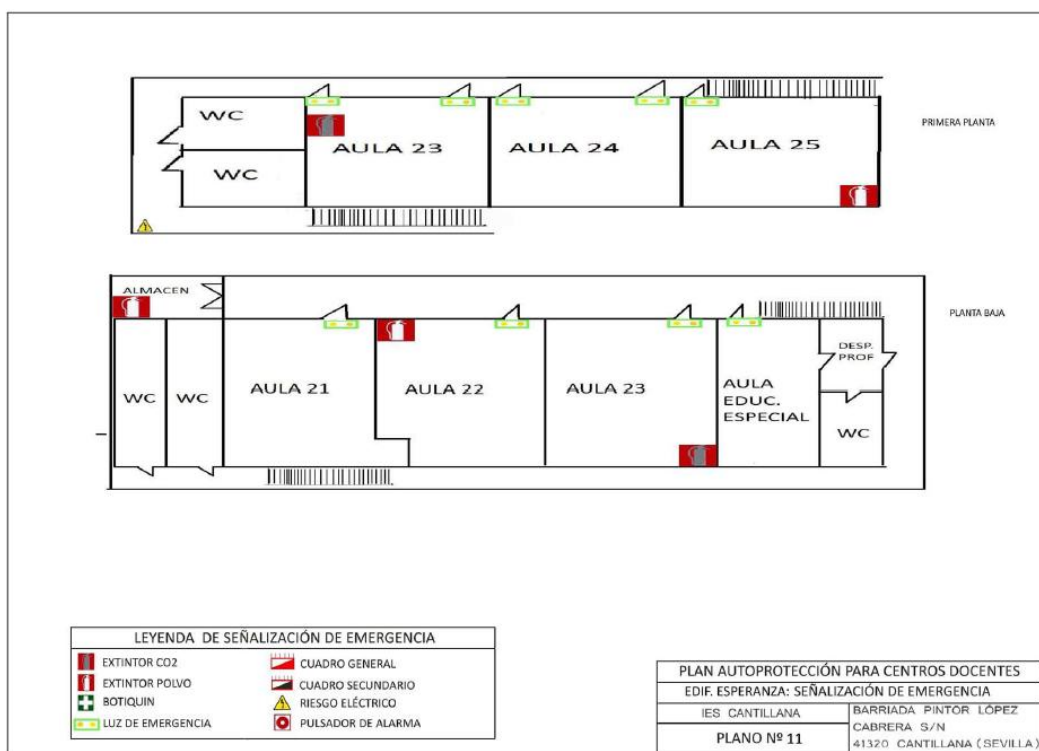 WC
AULA 23
AULA 24
AULA 25
PRIMERA PLANTA
WC
ALMACEN
PLANTA BAJA
DESP.
PROF
WC
WC
AULA 21
AULA 22
AULA 23
AULA
EDUC.
ESPECIAL
WC
LEYENDA DE SEÑALIZACIÓN DE EMERGENCIA
EXTINTOR CO2
CUADRO GENERAL
EXTINTOR POLVO
CUADRO SECUNDARIO
BOTIQUIN
RIESGO ELÉCTRICO
LUZ DE EMERGENCIA
PULSADOR DE ALARMA
PLAN AUTOPROTECCIÓN PARA CENTROS DOCENTES
EDIF. ESPERANZA: SEÑALIZACIÓN DE EMERGENCIA
IES CANTILLANA
PLANO Nº 11
BARRIADA PINTOR LÓPEZ
CABRERA S/N
41320 CANTILLANA (SEVILLA)